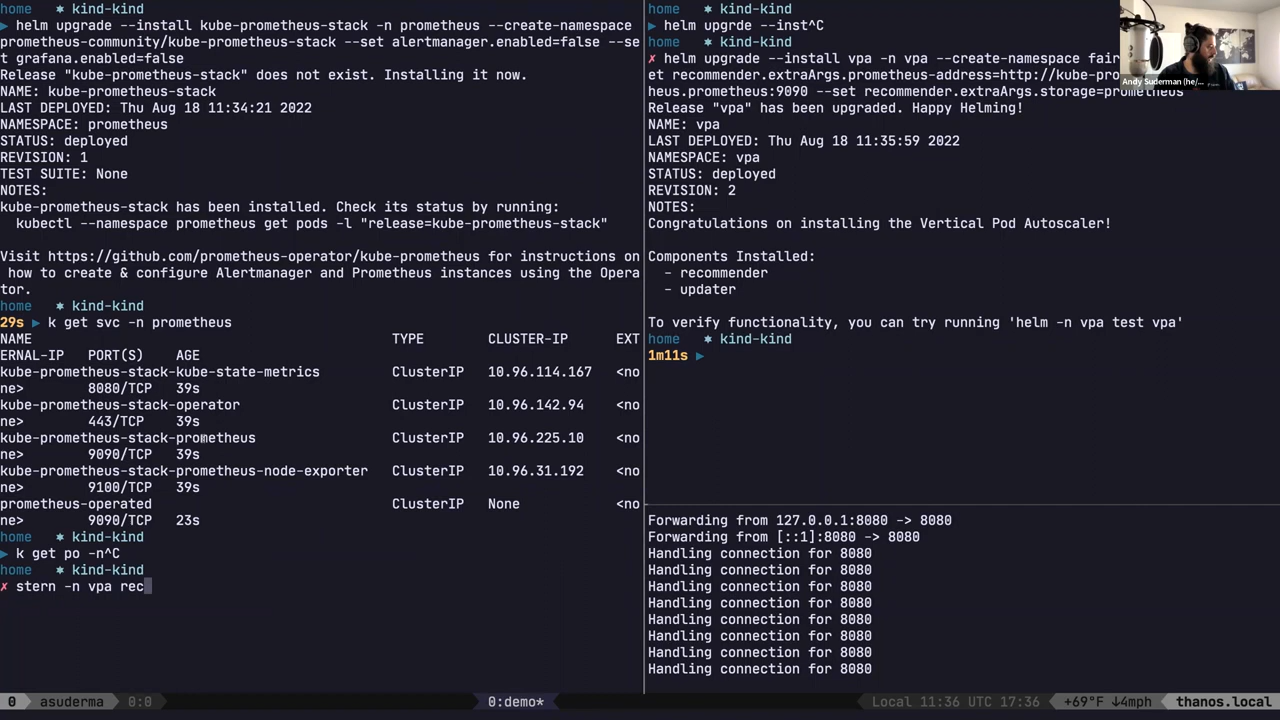 home   * kind-kind
▶ helm upgrade --install kube-prometheus-stack -n prometheus --create-namespace
prometheus-community/kube-prometheus-stack --set alertmanager.enabled=false --se
t grafana.enabled=false
Release "kube-prometheus-stack" does not exist. Installing it now.
NAME: kube-prometheus-stack
LAST DEPLOYED: Thu Aug 18 11:34:21 2022
NAMESPACE: prometheus
STATUS: deployed
REVISION: 1
TEST SUITE: None
NOTES:
kube-prometheus-stack has been installed. Check its status by running:
  kubectl --namespace prometheus get pods -l "release=kube-prometheus-stack"

Visit https://github.com/prometheus-operator/kube-prometheus for instructions on
 how to create & configure Alertmanager and Prometheus instances using the Opera
tor.
home   * kind-kind
29s ▶ k get svc -n prometheus
NAME                                             TYPE        CLUSTER-IP      EXT
ERNAL-IP   PORT(S)    AGE
kube-prometheus-stack-kube-state-metrics         ClusterIP   10.96.114.167   <no
ne>        8080/TCP   39s
kube-prometheus-stack-operator                   ClusterIP   10.96.142.94    <no
ne>        443/TCP    39s
kube-prometheus-stack-prometheus                 ClusterIP   10.96.225.10    <no
ne>        9090/TCP   39s
kube-prometheus-stack-prometheus-node-exporter   ClusterIP   10.96.31.192    <no
ne>        9100/TCP   39s
prometheus-operated                              ClusterIP   None            <no
ne>        9090/TCP   23s
home   * kind-kind
▶ k get po -n^C
home   * kind-kind
✗ stern -n vpa rec
home   * kind-kind
▶ helm upgrde --inst^C
home   * kind-kind
✗ helm upgrade --install vpa -n vpa --create-namespace fair
et recommender.extraArgs.prometheus-address=http://kube-pro
us.prometheus:9090 --set recommender.extraArgs.storage=prometheus
Release "vpa" has been upgraded. Happy Helming!
NAME: vpa
LAST DEPLOYED: Thu Aug 18 11:35:59 2022
NAMESPACE: vpa
STATUS: deployed
REVISION: 2
NOTES:
Congratulations on installing the Vertical Pod Autoscaler!

Components Installed:
  - recommender
  - updater

To verify functionality, you can try running 'helm -n vpa test vpa'
home   * kind-kind
1m11s ▶
Forwarding from 127.0.0.1:8080 -> 8080
Forwarding from [::1]:8080 -> 8080
Handling connection for 8080
Handling connection for 8080
Handling connection for 8080
Handling connection for 8080
Handling connection for 8080
Handling connection for 8080
Handling connection for 8080
Handling connection for 8080
Andy Suderman (he/...
0 asuderma 0:0 0:demo* Local 11:36 UTC 17:36 +69°F ↓4mph thanos.local